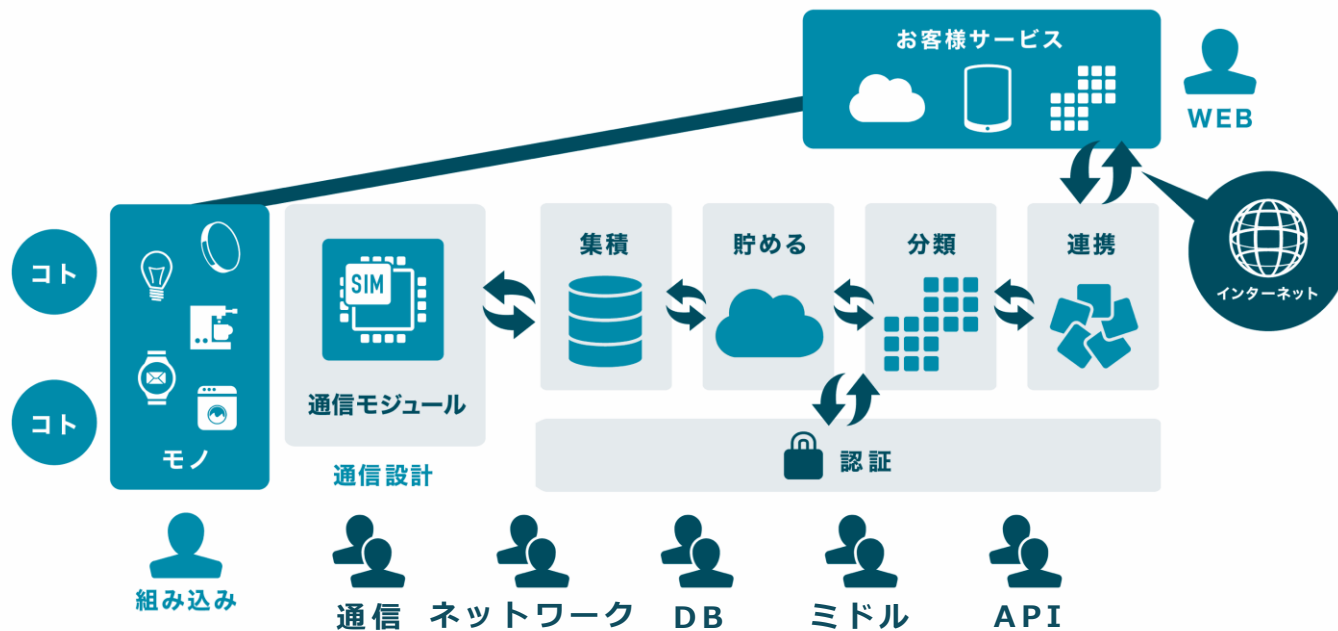 お客様サービス
WEB
コト
コト
モノ
SIM
通信モジュール
通信設計
集積
貯める
分類
連携
インターネット
認証
組み込み
通信
ネットワーク
DB
ミドル
API